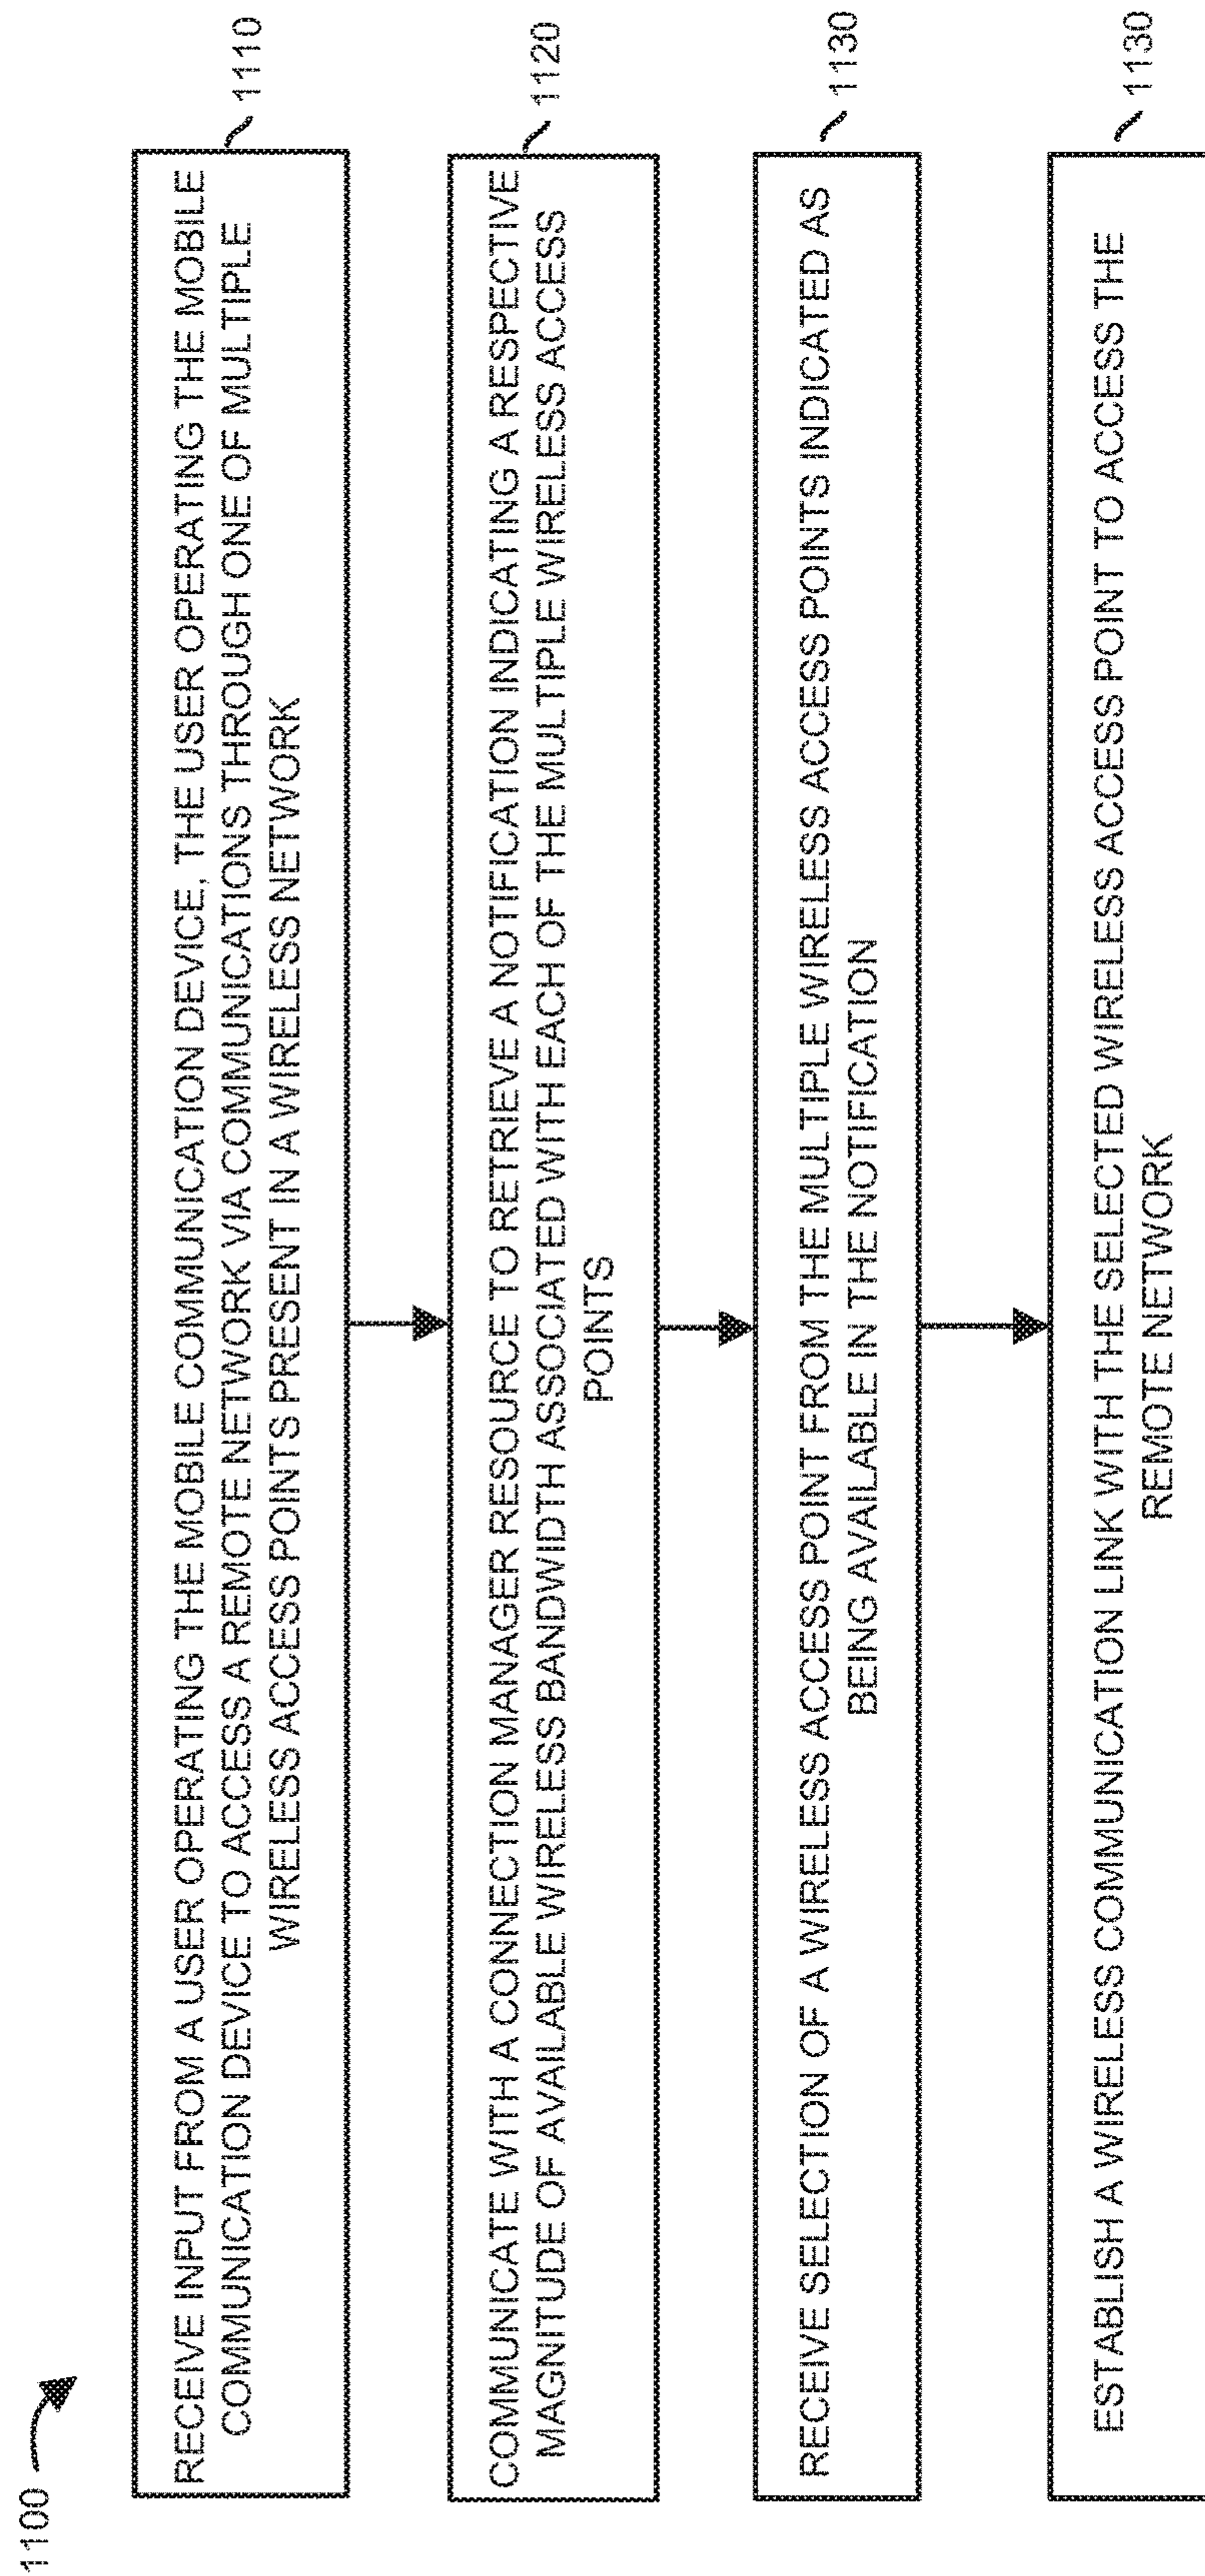 1100
RECEIVE INPUT FROM A USER OPERATING THE MOBILE COMMUNICATION DEVICE, THE USER OPERATING THE MOBILE
COMMUNICATION DEVICE TO ACCESS A REMOTE NETWORK VIA COMMUNICATIONS THROUGH ONE OF MULTIPLE
WIRELESS ACCESS POINTS PRESENT IN A WIRELESS NETWORK
1110
COMMUNICATE WITH A CONNECTION MANAGER RESOURCE TO RETRIEVE A NOTIFICATION INDICATING A RESPECTIVE
MAGNITUDE OF AVAILABLE WIRELESS BANDWIDTH ASSOCIATED WITH EACH OF THE MULTIPLE WIRELESS ACCESS
POINTS
1120
RECEIVE SELECTION OF A WIRELESS ACCESS POINT FROM THE MULTIPLE WIRELESS ACCESS POINTS INDICATED AS
BEING AVAILABLE IN THE NOTIFICATION
1130
ESTABLISH A WIRELESS COMMUNICATION LINK WITH THE SELECTED WIRELESS ACCESS POINT TO ACCESS THE
REMOTE NETWORK
1130